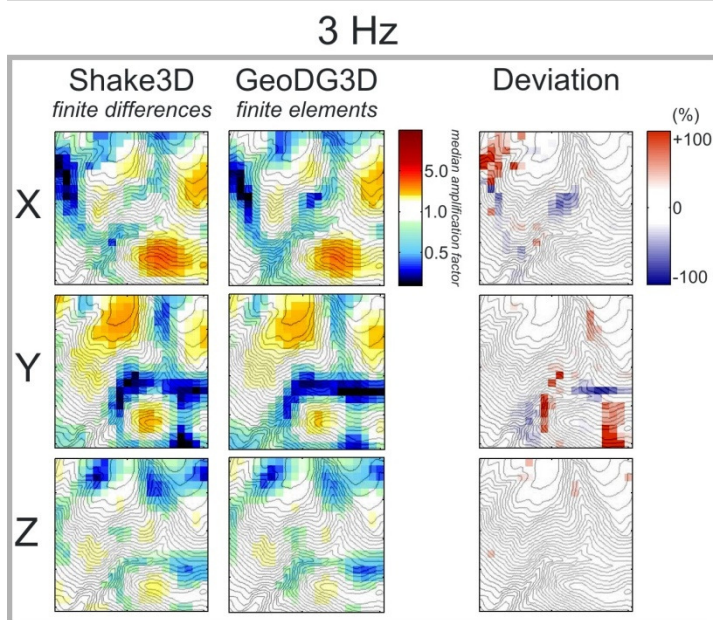 3 Hz
Shake3D GeoDG3D Deviation
finite differences finite elements
(%)
median amplification factor
5.0
1.0
0.5
+100
0
-100
X
Y
Z